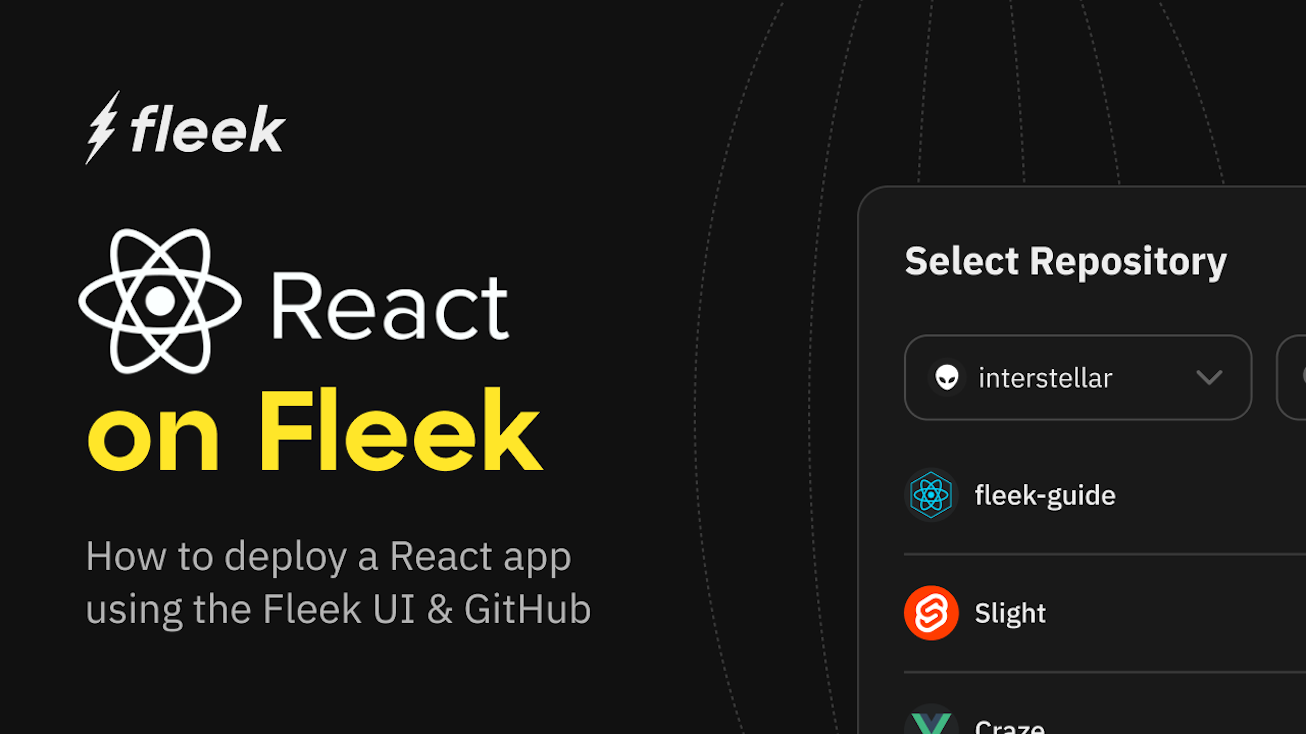 fleek
React
on Fleek
How to deploy a React app
using the Fleek UI & GitHub
Select Repository
interstellar
fleek-guide
Slight
Craze